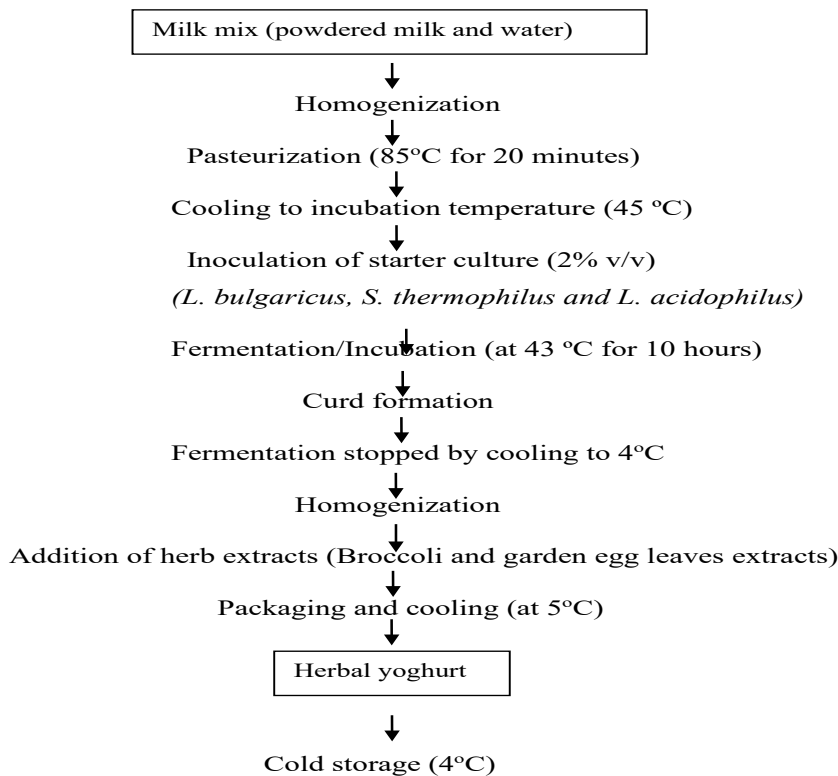 Milk mix (powdered milk and water)
Homogenization
Pasteurization (85ºC for 20 minutes)
Cooling to incubation temperature (45 ºC)
Inoculation of starter culture (2% v/v)
(L. bulgaricus, S. thermophilus and L. acidophilus)
Fermentation/Incubation (at 43 ºC for 10 hours)
Curd formation
Fermentation stopped by cooling to 4ºC
Homogenization
Addition of herb extracts (Broccoli and garden egg leaves extracts)
Packaging and cooling (at 5ºC)
Herbal yoghurt
Cold storage (4ºC)